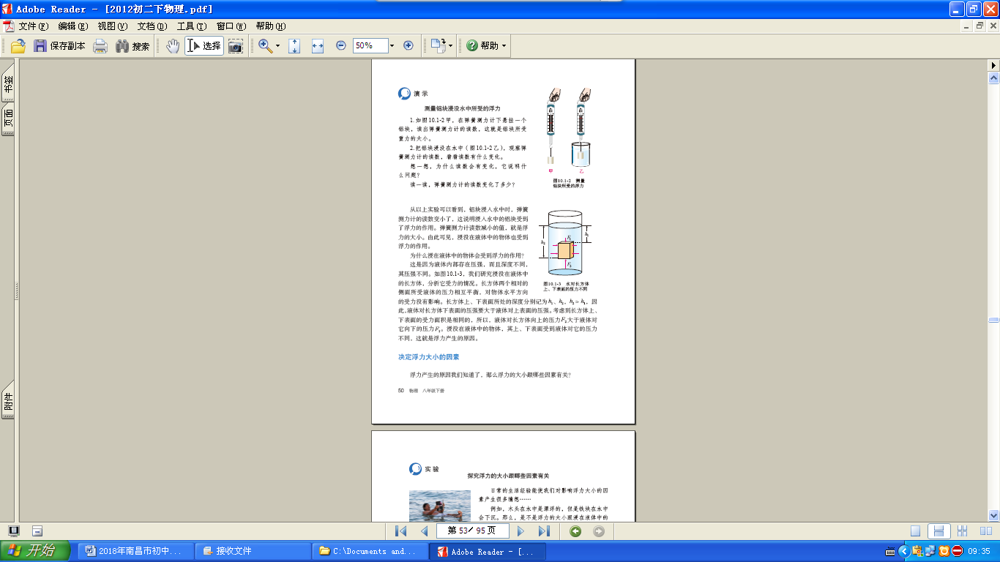 Adobe Reader - [2012初二下物理.pdf]
文件(F) 编辑(E) 视图(V) 文档(D) 工具(T) 窗口(W) 帮助(H)
保存副本 搜索 选择 50% 帮助
书签
页面
附件
演示
测量铝块浸没水中所受的浮力
1.如图10.1-2甲，在弹簧测力计下悬挂一个
铝块，读出弹簧测力计的读数，这就是铝块所受
重力的大小。
2.把铝块浸没在水中（图10.1-2乙），观察弹
簧测力计的读数，看看读数有什么变化。
想一想，为什么读数会有变化，它说明什
么问题？
读一读，弹簧测力计的读数变化了多少？
甲 乙
图10.1-2 测量
铝块所受的浮力
从以上实验可以看到，铝块浸入水中时，弹簧
测力计的读数变小了，这说明浸入水中的铝块受到
了浮力的作用。弹簧测力计读数减小的值，就是浮
力的大小。由此可见，浸没在液体中的物体也受到
浮力的作用。
为什么浸在液体中的物体会受到浮力的作用？
这是因为液体内部存在压强，而且深度不同，
其压强不同。如图10.1-3，我们研究浸没在液体中
的长方体，分析它受力的情况。长方体两个相对的
侧面所受液体的压力相互平衡，对物体水平方向
的受力没有影响。长方体上、下表面所处的深度分别记为h₁、h₂，h₂＞h₁，因
此，液体对长方体下表面的压强要大于液体对上表面的压强。考虑到长方体上、
下表面的受力面积是相同的，所以，液体对长方体向上的压力F₂大于液体对
它向下的压力F₁。浸没在液体中的物体，其上、下表面受到液体对它的压力
不同，这就是浮力产生的原因。
h₂ F₁ h₁
F₂
图10.1-3 水对长方体
上、下表面的压力不同
决定浮力大小的因素
浮力产生的原因我们知道了，那么浮力的大小跟哪些因素有关？
50 物理 八年级下册
实验
探究浮力的大小跟哪些因素有关
日常的生活经验能使我们对影响浮力大小的因
素产生很多猜想……
例如，木头在水中是漂浮的，但是铁块在水中
会下沉。那么，是不是浮力的大小跟浸在液体中的
第 53/ 95 页
开始 2018年南昌市初中... 接收文件 C:\Documents and... Adobe Reader - [... 09:35